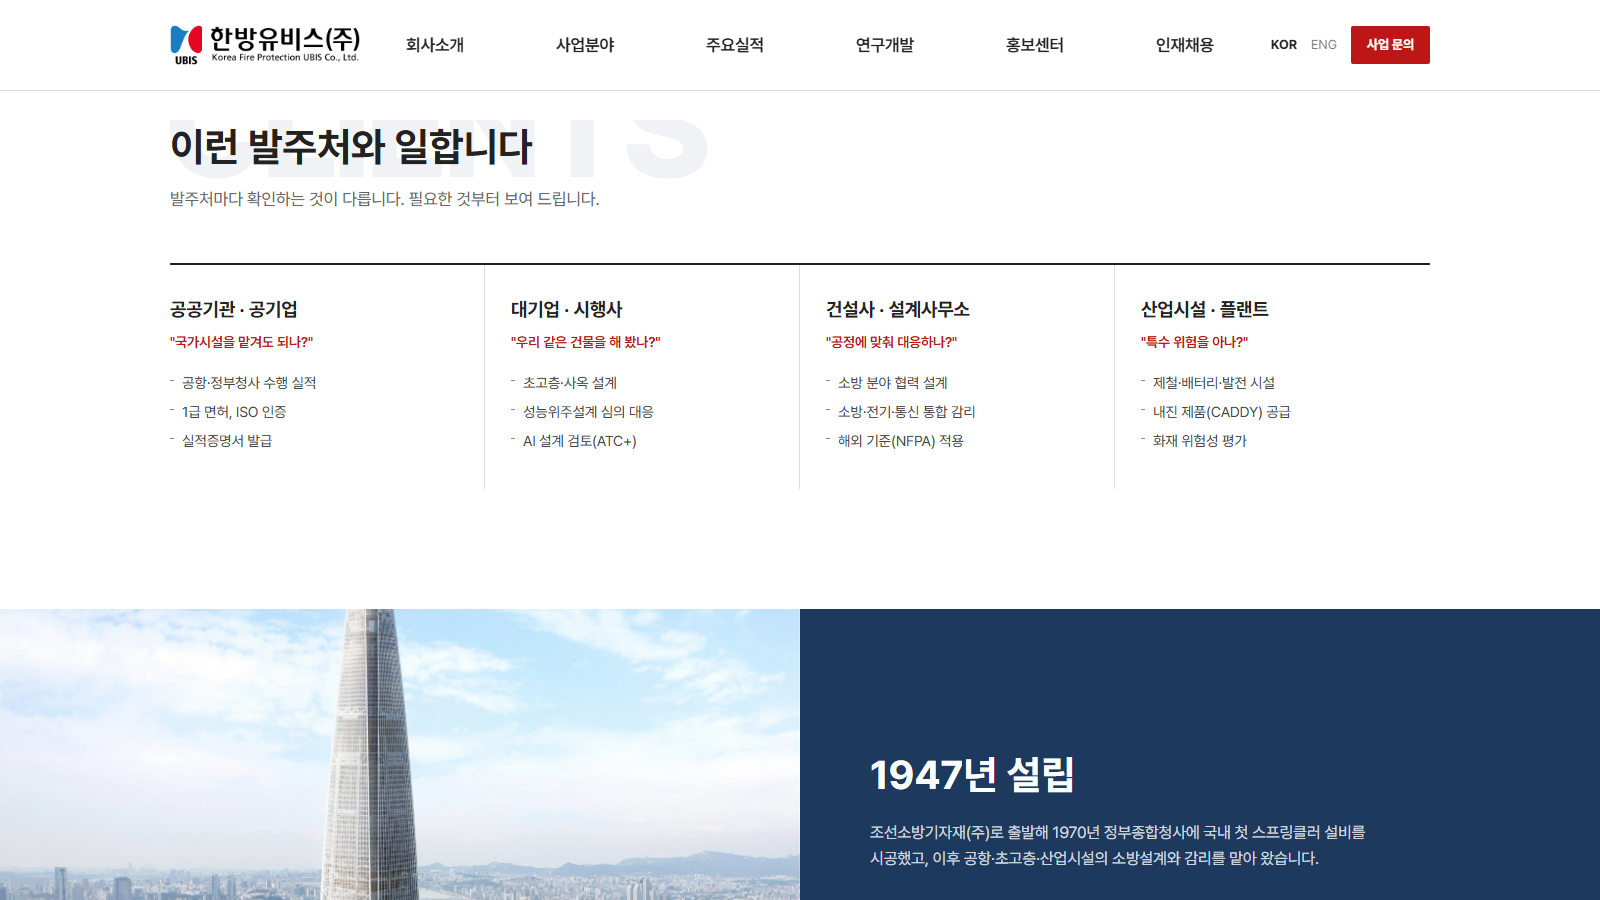 UBIS
한방유비스(주)
Korea Fire Protection UBIS Co., Ltd.
회사소개
사업분야
주요실적
연구개발
홍보센터
인재채용
KOR
ENG
사업 문의
CLIENTS
이런 발주처와 일합니다
발주처마다 확인하는 것이 다릅니다. 필요한 것부터 보여 드립니다.
공공기관 · 공기업
"국가시설을 맡겨도 되나?"
- 공항·정부청사 수행 실적
- 1급 면허, ISO 인증
- 실적증명서 발급
대기업 · 시행사
"우리 같은 건물을 해 봤나?"
- 초고층·사옥 설계
- 성능위주설계 심의 대응
- AI 설계 검토(ATC+)
건설사 · 설계사무소
"공정에 맞춰 대응하나?"
- 소방 분야 협력 설계
- 소방·전기·통신 통합 감리
- 해외 기준(NFPA) 적용
산업시설 · 플랜트
"특수 위험을 아나?"
- 제철·배터리·발전 시설
- 내진 제품(CADDY) 공급
- 화재 위험성 평가
1947년 설립
조선소방기자재(주)로 출발해 1970년 정부종합청사에 국내 첫 스프링클러 설비를
시공했고, 이후 공항·초고층·산업시설의 소방설계와 감리를 맡아 왔습니다.